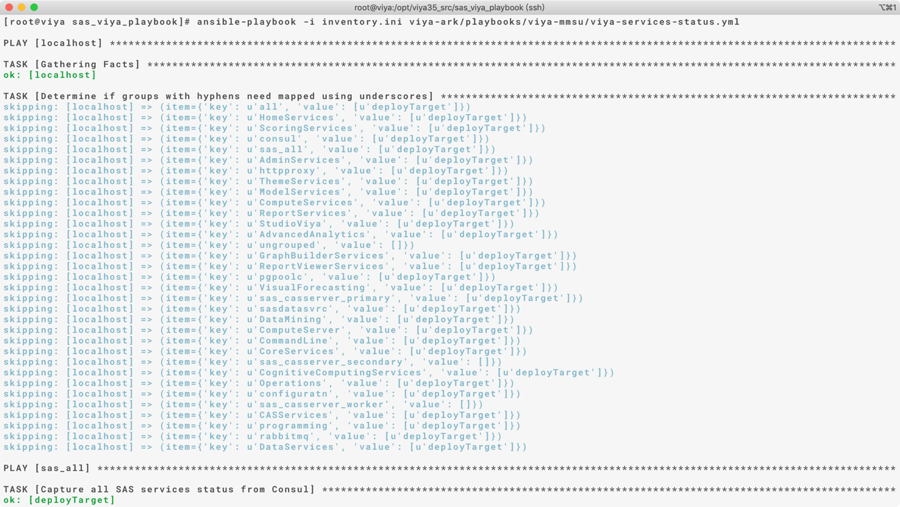 root@viya:/opt/viya35_src/sas_viya_playbook (ssh)
⌥⌘1
[root@viya sas_viya_playbook]# ansible-playbook -i inventory.ini viya-ark/playbooks/viya-mmsu/viya-services-status.yml
PLAY [localhost] ******************************************************************************************************************************
TASK [Gathering Facts] ************************************************************************************************************************
ok: [localhost]
TASK [Determine if groups with hyphens need mapped using underscores] *************************************************************************
skipping: [localhost] => (item={'key': u'all', 'value': [u'deployTarget']})
skipping: [localhost] => (item={'key': u'HomeServices', 'value': [u'deployTarget']})
skipping: [localhost] => (item={'key': u'ScoringServices', 'value': [u'deployTarget']})
skipping: [localhost] => (item={'key': u'consul', 'value': [u'deployTarget']})
skipping: [localhost] => (item={'key': u'sas_all', 'value': [u'deployTarget']})
skipping: [localhost] => (item={'key': u'AdminServices', 'value': [u'deployTarget']})
skipping: [localhost] => (item={'key': u'httpproxy', 'value': [u'deployTarget']})
skipping: [localhost] => (item={'key': u'ThemeServices', 'value': [u'deployTarget']})
skipping: [localhost] => (item={'key': u'ModelServices', 'value': [u'deployTarget']})
skipping: [localhost] => (item={'key': u'ComputeServices', 'value': [u'deployTarget']})
skipping: [localhost] => (item={'key': u'ReportServices', 'value': [u'deployTarget']})
skipping: [localhost] => (item={'key': u'StudioViya', 'value': [u'deployTarget']})
skipping: [localhost] => (item={'key': u'AdvancedAnalytics', 'value': [u'deployTarget']})
skipping: [localhost] => (item={'key': u'ungrouped', 'value': []})
skipping: [localhost] => (item={'key': u'GraphBuilderServices', 'value': [u'deployTarget']})
skipping: [localhost] => (item={'key': u'ReportViewerServices', 'value': [u'deployTarget']})
skipping: [localhost] => (item={'key': u'pgpoolc', 'value': [u'deployTarget']})
skipping: [localhost] => (item={'key': u'VisualForecasting', 'value': [u'deployTarget']})
skipping: [localhost] => (item={'key': u'sas_casserver_primary', 'value': [u'deployTarget']})
skipping: [localhost] => (item={'key': u'sasdatasvrc', 'value': [u'deployTarget']})
skipping: [localhost] => (item={'key': u'DataMining', 'value': [u'deployTarget']})
skipping: [localhost] => (item={'key': u'ComputeServer', 'value': [u'deployTarget']})
skipping: [localhost] => (item={'key': u'CommandLine', 'value': [u'deployTarget']})
skipping: [localhost] => (item={'key': u'CoreServices', 'value': [u'deployTarget']})
skipping: [localhost] => (item={'key': u'sas_casserver_secondary', 'value': []})
skipping: [localhost] => (item={'key': u'CognitiveComputingServices', 'value': [u'deployTarget']})
skipping: [localhost] => (item={'key': u'Operations', 'value': [u'deployTarget']})
skipping: [localhost] => (item={'key': u'configuratn', 'value': [u'deployTarget']})
skipping: [localhost] => (item={'key': u'sas_casserver_worker', 'value': []})
skipping: [localhost] => (item={'key': u'CASServices', 'value': [u'deployTarget']})
skipping: [localhost] => (item={'key': u'programming', 'value': [u'deployTarget']})
skipping: [localhost] => (item={'key': u'rabbitmq', 'value': [u'deployTarget']})
skipping: [localhost] => (item={'key': u'DataServices', 'value': [u'deployTarget']})
PLAY [sas_all] ********************************************************************************************************************************
TASK [Capture all SAS services status from Consul] ********************************************************************************************
ok: [deployTarget]